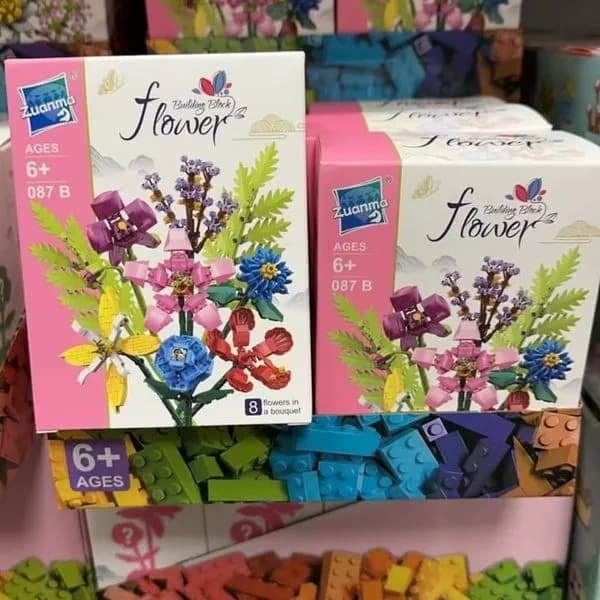 Zuanma
®
Building Block
flower
AGES
6+
087 B
8 flowers in
a bouquet
Zuanma
®
Building Block
flower
AGES
6+
087 B
6+
AGES
?
?